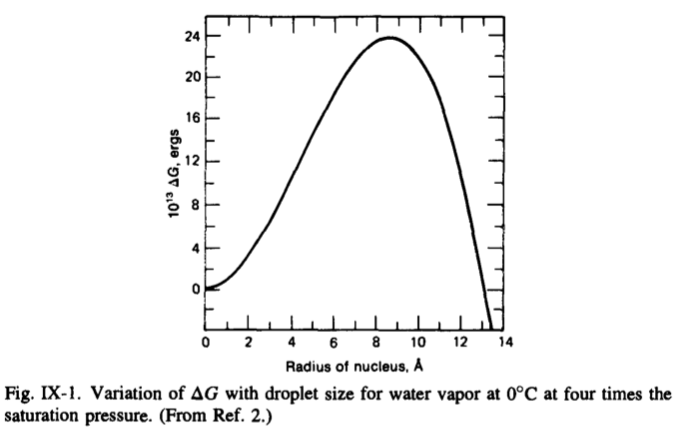 24
20
16
12
8
4
0
10¹³ ΔG, ergs
0 2 4 6 8 10 12 14
Radius of nucleus, Å
Fig. IX-1. Variation of ΔG with droplet size for water vapor at 0°C at four times the
saturation pressure. (From Ref. 2.)